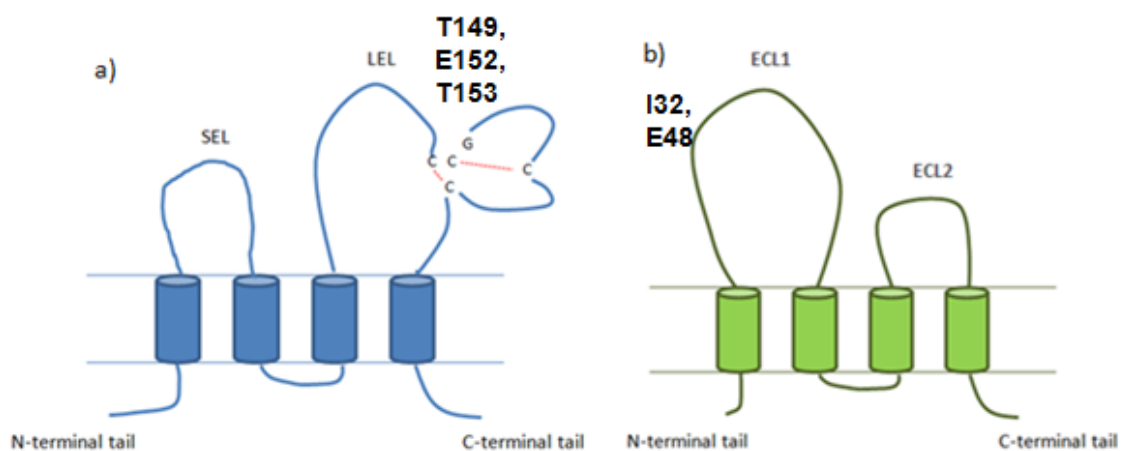 a)
SEL
LEL
T149,
E152,
T153
G
C C
C
C
N-terminal tail
C-terminal tail
b)
ECL1
I32,
E48
ECL2
N-terminal tail
C-terminal tail